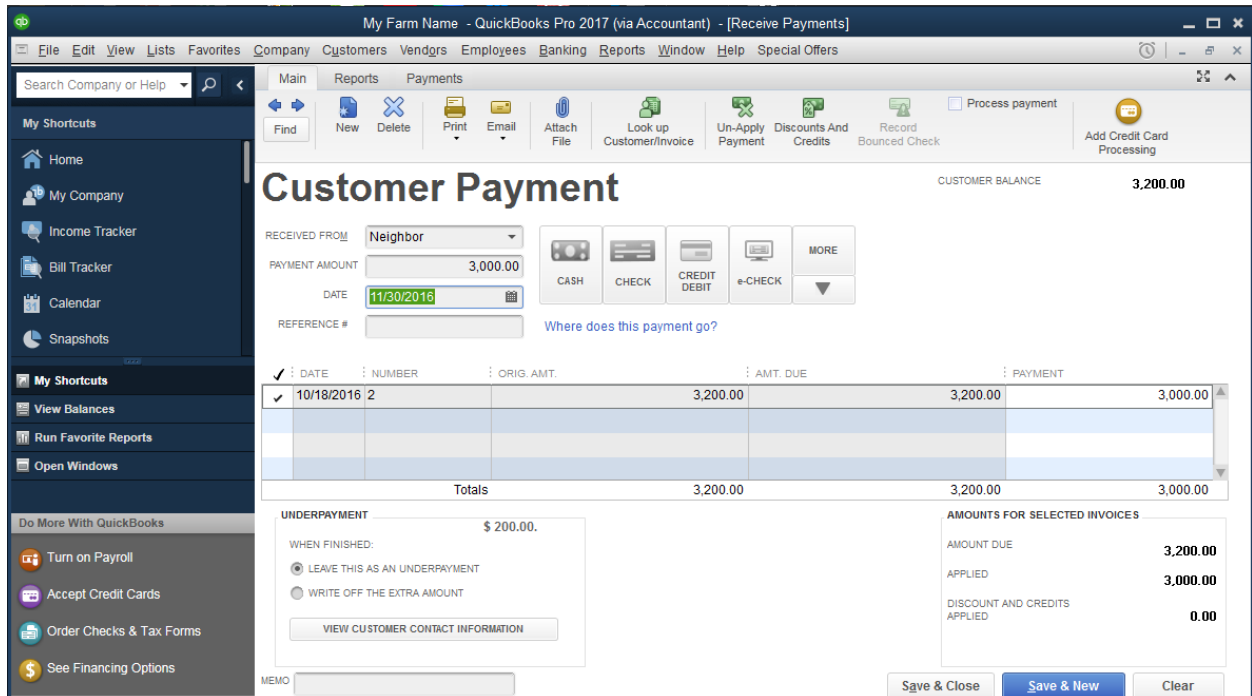 qb My Farm Name - QuickBooks Pro 2017 (via Accountant) - [Receive Payments]
File Edit View Lists Favorites Company Customers Vendors Employees Banking Reports Window Help Special Offers
Search Company or Help
My Shortcuts
Home
My Company
Income Tracker
Bill Tracker
31 Calendar
Snapshots
My Shortcuts
View Balances
Run Favorite Reports
Open Windows
Do More With QuickBooks
Turn on Payroll
Accept Credit Cards
Order Checks & Tax Forms
$ See Financing Options
Main Reports Payments
Find New Delete Print Email Attach File Look up Customer/Invoice Un-Apply Payment Discounts And Credits Record Bounced Check Process payment Add Credit Card Processing
Customer Payment
CUSTOMER BALANCE 3,200.00
RECEIVED FROM Neighbor
PAYMENT AMOUNT 3,000.00
DATE 11/30/2016
REFERENCE #
CASH CHECK CREDIT DEBIT e-CHECK MORE
Where does this payment go?
DATE NUMBER ORIG. AMT. AMT. DUE PAYMENT
10/18/2016 2 3,200.00 3,200.00 3,000.00
Totals 3,200.00 3,200.00 3,000.00
UNDERPAYMENT
$ 200.00.
WHEN FINISHED:
LEAVE THIS AS AN UNDERPAYMENT
WRITE OFF THE EXTRA AMOUNT
VIEW CUSTOMER CONTACT INFORMATION
AMOUNTS FOR SELECTED INVOICES
AMOUNT DUE 3,200.00
APPLIED 3,000.00
DISCOUNT AND CREDITS
APPLIED 0.00
MEMO
Save & Close Save & New Clear